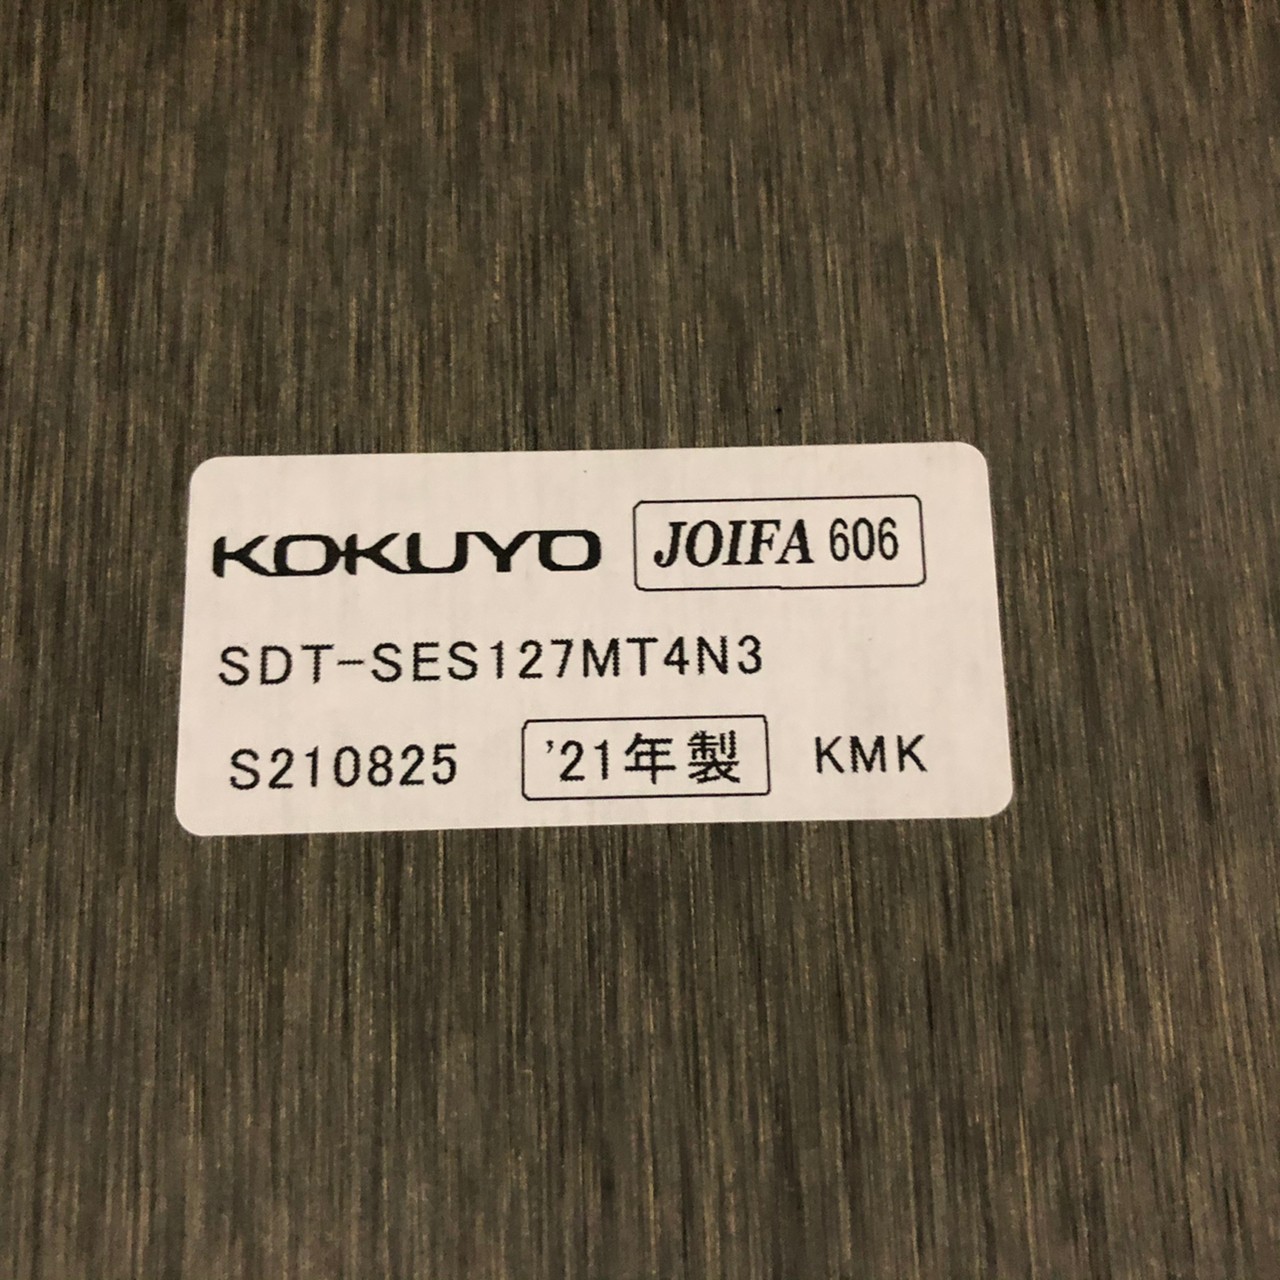 KOKUYO JOIFA 606
SDT-SES127MT4N3
S210825 '21年製 KMK